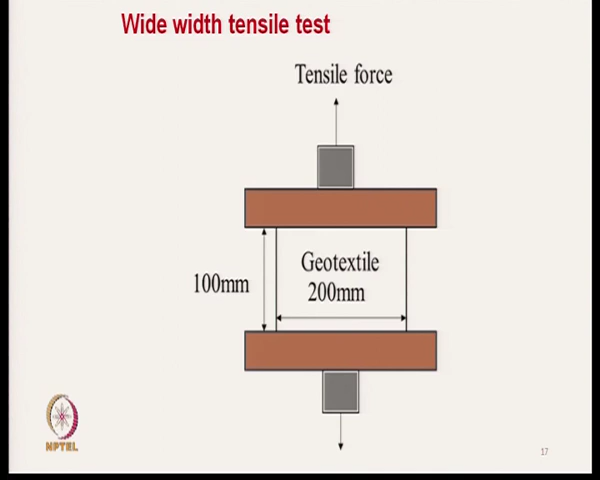 Wide width tensile test
Tensile force
Geotextile
100mm
200mm
NPTEL
17